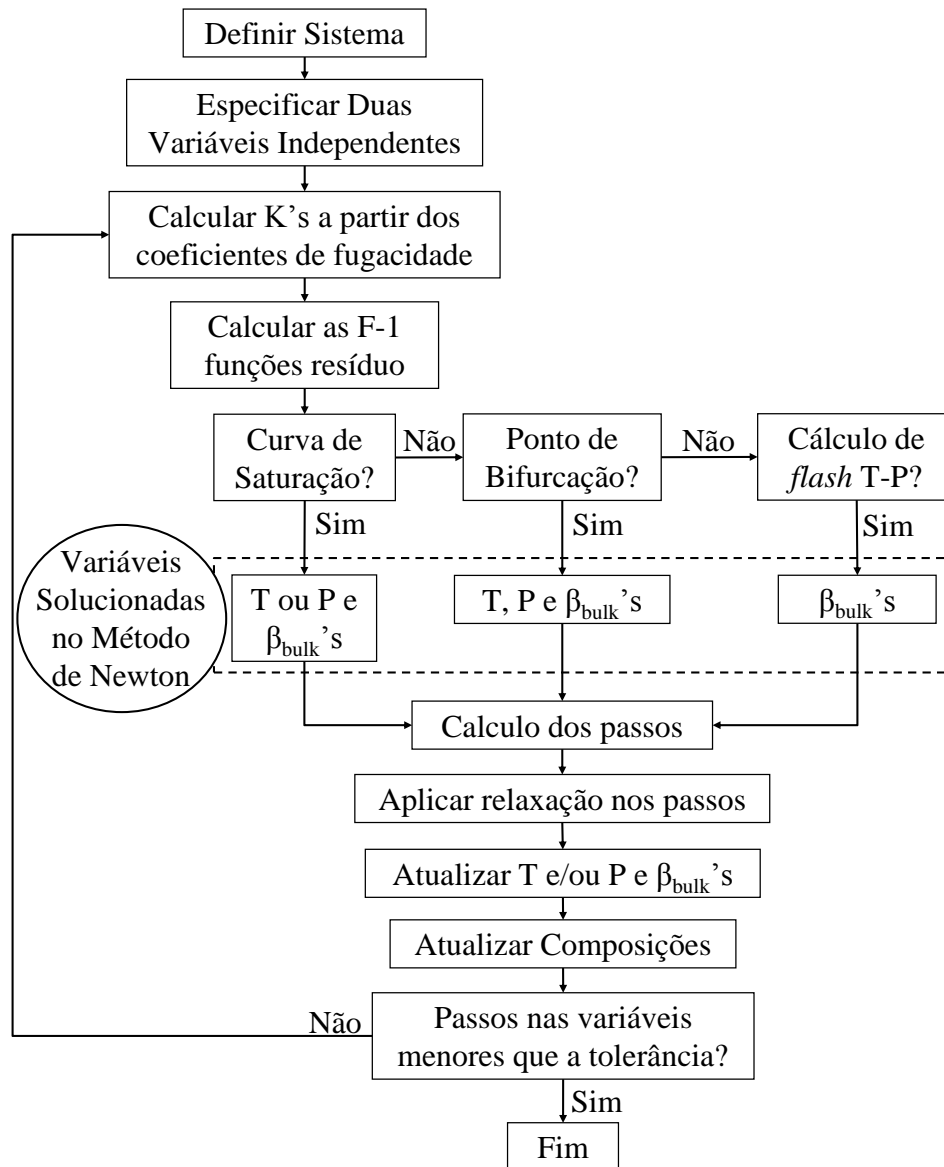 Definir Sistema
Especificar Duas
Variáveis Independentes
Calcular K’s a partir dos
coeficientes de fugacidade
Calcular as F-1
funções resíduo
Curva de
Saturação?
Não
Ponto de
Bifurcação?
Não
Cálculo de
flash T-P?
Sim
Sim
Sim
Variáveis
Solucionadas
no Método
de Newton
T ou P e
βbulk’s
T, P e βbulk’s
βbulk’s
Calculo dos passos
Aplicar relaxação nos passos
Atualizar T e/ou P e βbulk’s
Atualizar Composições
Não
Passos nas variáveis
menores que a tolerância?
Sim
Fim